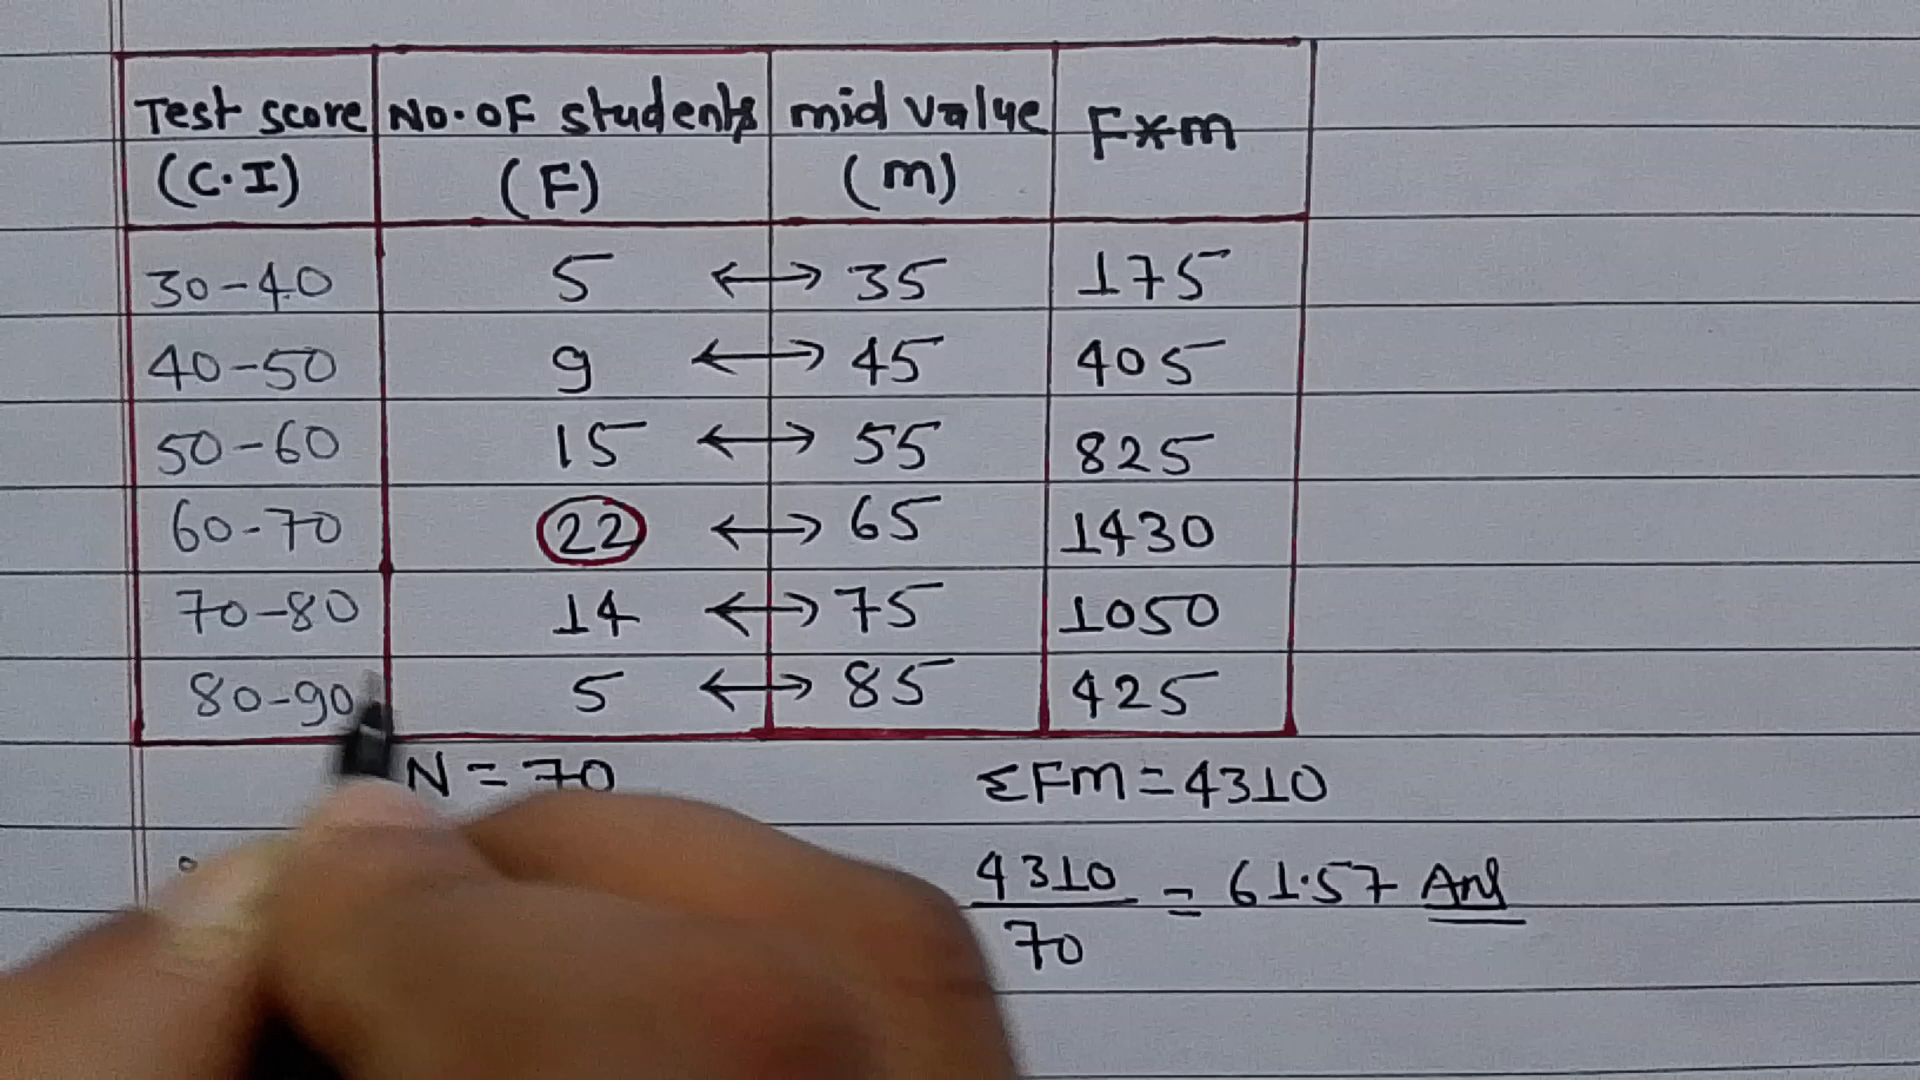 Test score No. of students mid value F*m
(C.I) (F) (m)
30-40 5 ↔ 35 175
40-50 9 ↔ 45 405
50-60 15 ↔ 55 825
60-70 22 ↔ 65 1430
70-80 14 ↔ 75 1050
80-90 5 ↔ 85 425
N = 70 ΣFm = 4310
4310 = 61.57 Ans
70